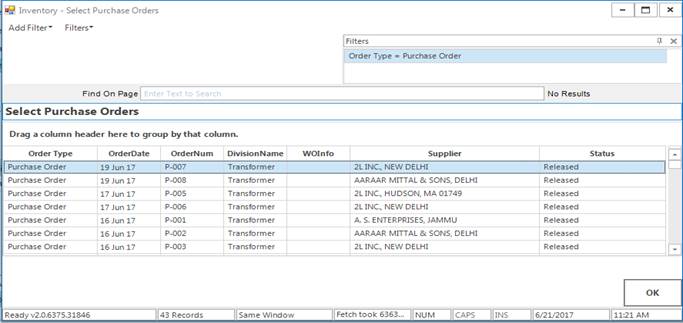 Inventory - Select Purchase Orders
Add Filter Filters
Filters
Order Type = Purchase Order
Find On Page Enter Text to Search No Results
Select Purchase Orders
Drag a column header here to group by that column.
Order Type OrderDate OrderNum DivisionName WOInfo Supplier Status
Purchase Order 19 Jun 17 P-007 Transformer 2L INC., NEW DELHI Released
Purchase Order 19 Jun 17 P-008 Transformer AARAAR MITTAL & SONS, DELHI Released
Purchase Order 17 Jun 17 P-005 Transformer 2L INC., HUDSON, MA 01749 Released
Purchase Order 17 Jun 17 P-006 Transformer 2L INC., NEW DELHI Released
Purchase Order 16 Jun 17 P-001 Transformer A. S. ENTERPRISES, JAMMU Released
Purchase Order 16 Jun 17 P-002 Transformer AARAAR MITTAL & SONS, DELHI Released
Purchase Order 16 Jun 17 P-003 Transformer 2L INC., NEW DELHI Released
OK
Ready v2.0.6375.31846 43 Records Same Window Fetch took 6363... NUM CAPS INS 6/21/2017 11:21 AM